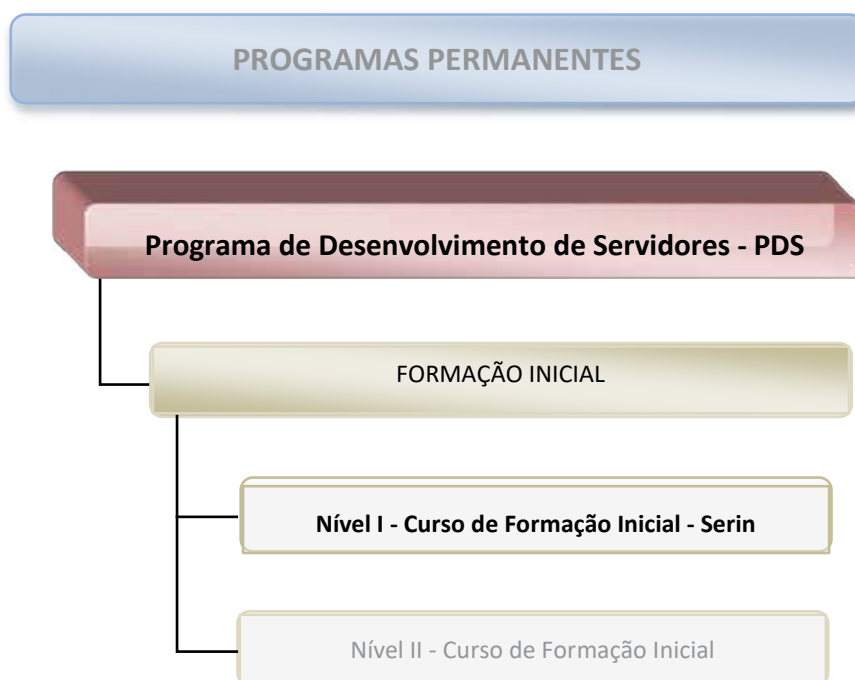 PROGRAMAS PERMANENTES
Programa de Desenvolvimento de Servidores - PDS
FORMAÇÃO INICIAL
Nível I - Curso de Formação Inicial - Serin
Nível II - Curso de Formação Inicial